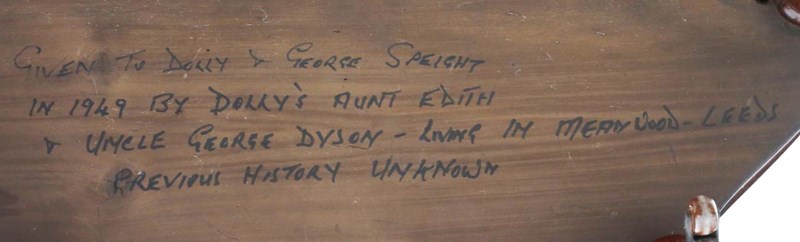 GIVEN TO DOLLY & GEORGE SPEIGHT
IN 1949 BY DOLLY'S AUNT EDITH
& UNCLE GEORGE DYSON - LIVING IN MEANWOOD - LEEDS
PREVIOUS HISTORY UNKNOWN